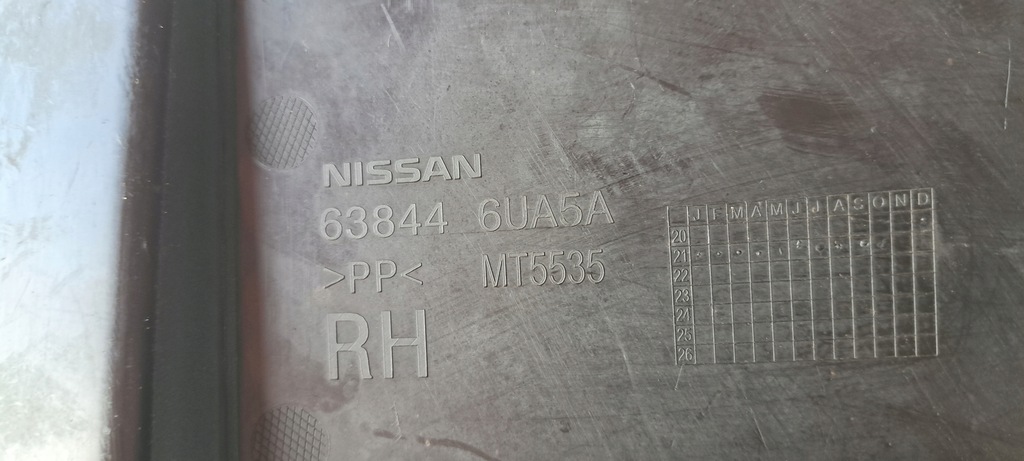 NISSAN
63844 6UA5A
>PP< MT5535
RH
J F M A M J J A S O N D
20
21
22
23
24
25
26